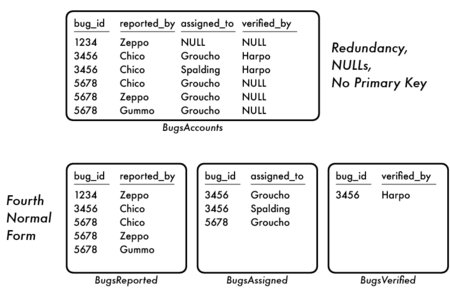 bug_id reported_by assigned_to verified_by
1234 Zeppo NULL NULL
3456 Chico Groucho Harpo
3456 Chico Spalding Harpo
5678 Chico Groucho NULL
5678 Zeppo Groucho NULL
5678 Gummo Groucho NULL
BugsAccounts
Redundancy,
NULLs,
No Primary Key
Fourth
Normal
Form
bug_id reported_by
1234 Zeppo
3456 Chico
5678 Chico
5678 Zeppo
5678 Gummo
BugsReported
bug_id assigned_to
3456 Groucho
3456 Spalding
5678 Groucho
BugsAssigned
bug_id verified_by
3456 Harpo
BugsVerified